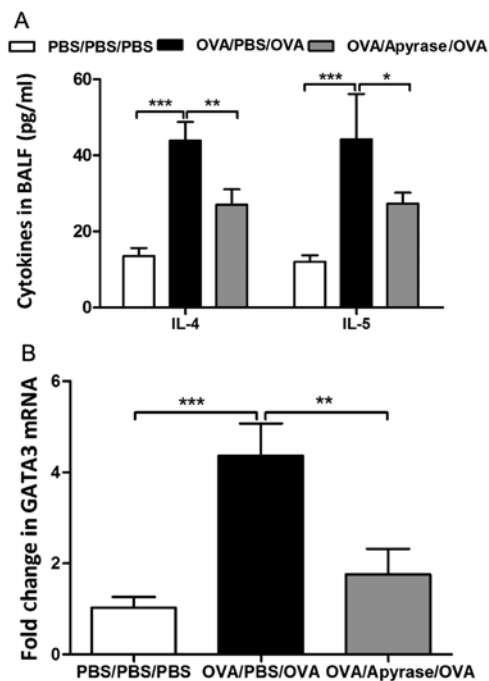 A
PBS/PBS/PBS OVA/PBS/OVA OVA/Apyrase/OVA
Cytokines in BALF (pg/ml)
60
40
20
0
*** ** *** *
IL-4 IL-5
B
Fold change in GATA3 mRNA
6
4
2
0
*** **
PBS/PBS/PBS OVA/PBS/OVA OVA/Apyrase/OVA